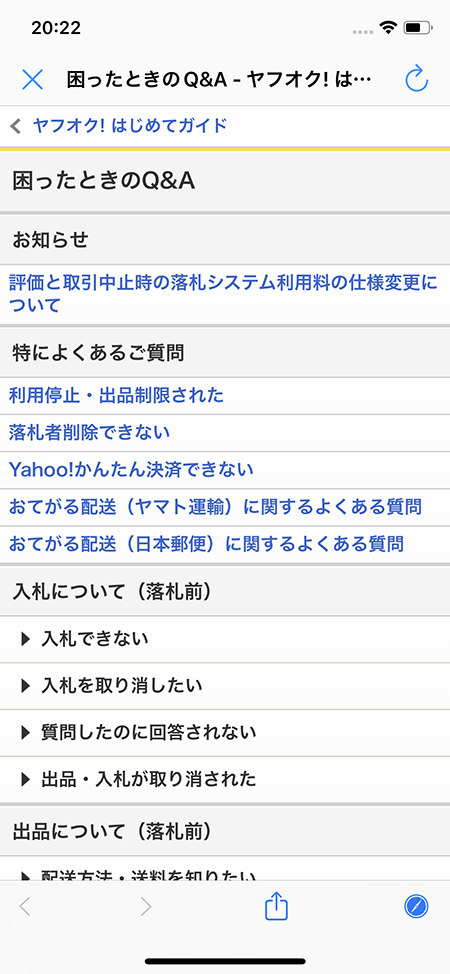 20:22
困ったときのQ&A - ヤフオク! は…
ヤフオク! はじめてガイド
困ったときのQ&A
お知らせ
評価と取引中止時の落札システム利用料の仕様変更に
ついて
特によくあるご質問
利用停止・出品制限された
落札者削除できない
Yahoo!かんたん決済できない
おてがる配送（ヤマト運輸）に関するよくある質問
おてがる配送（日本郵便）に関するよくある質問
入札について（落札前）
入札できない
入札を取り消したい
質問したのに回答されない
出品・入札が取り消された
出品について（落札前）
配送方法・送料を知りたい